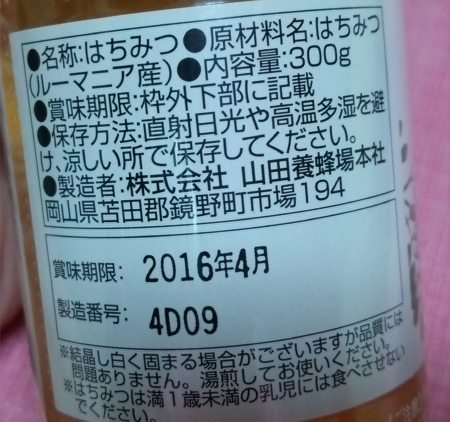 ●名称:はちみつ●原材料名:はちみつ
(ルーマニア産)●内容量:300g
●賞味期限:枠外下部に記載
●保存方法:直射日光や高温多湿を避
け、涼しい所で保存してください。
●製造者:株式会社 山田養蜂場本社
岡山県苫田郡鏡野町市場194
賞味期限: 2016年4月
製造番号: 4D09
※結晶し白く固まる場合がございますが品質には
問題ありません。湯煎してお使いください。
※はちみつは満1歳未満の乳児には食べさせない
でください。